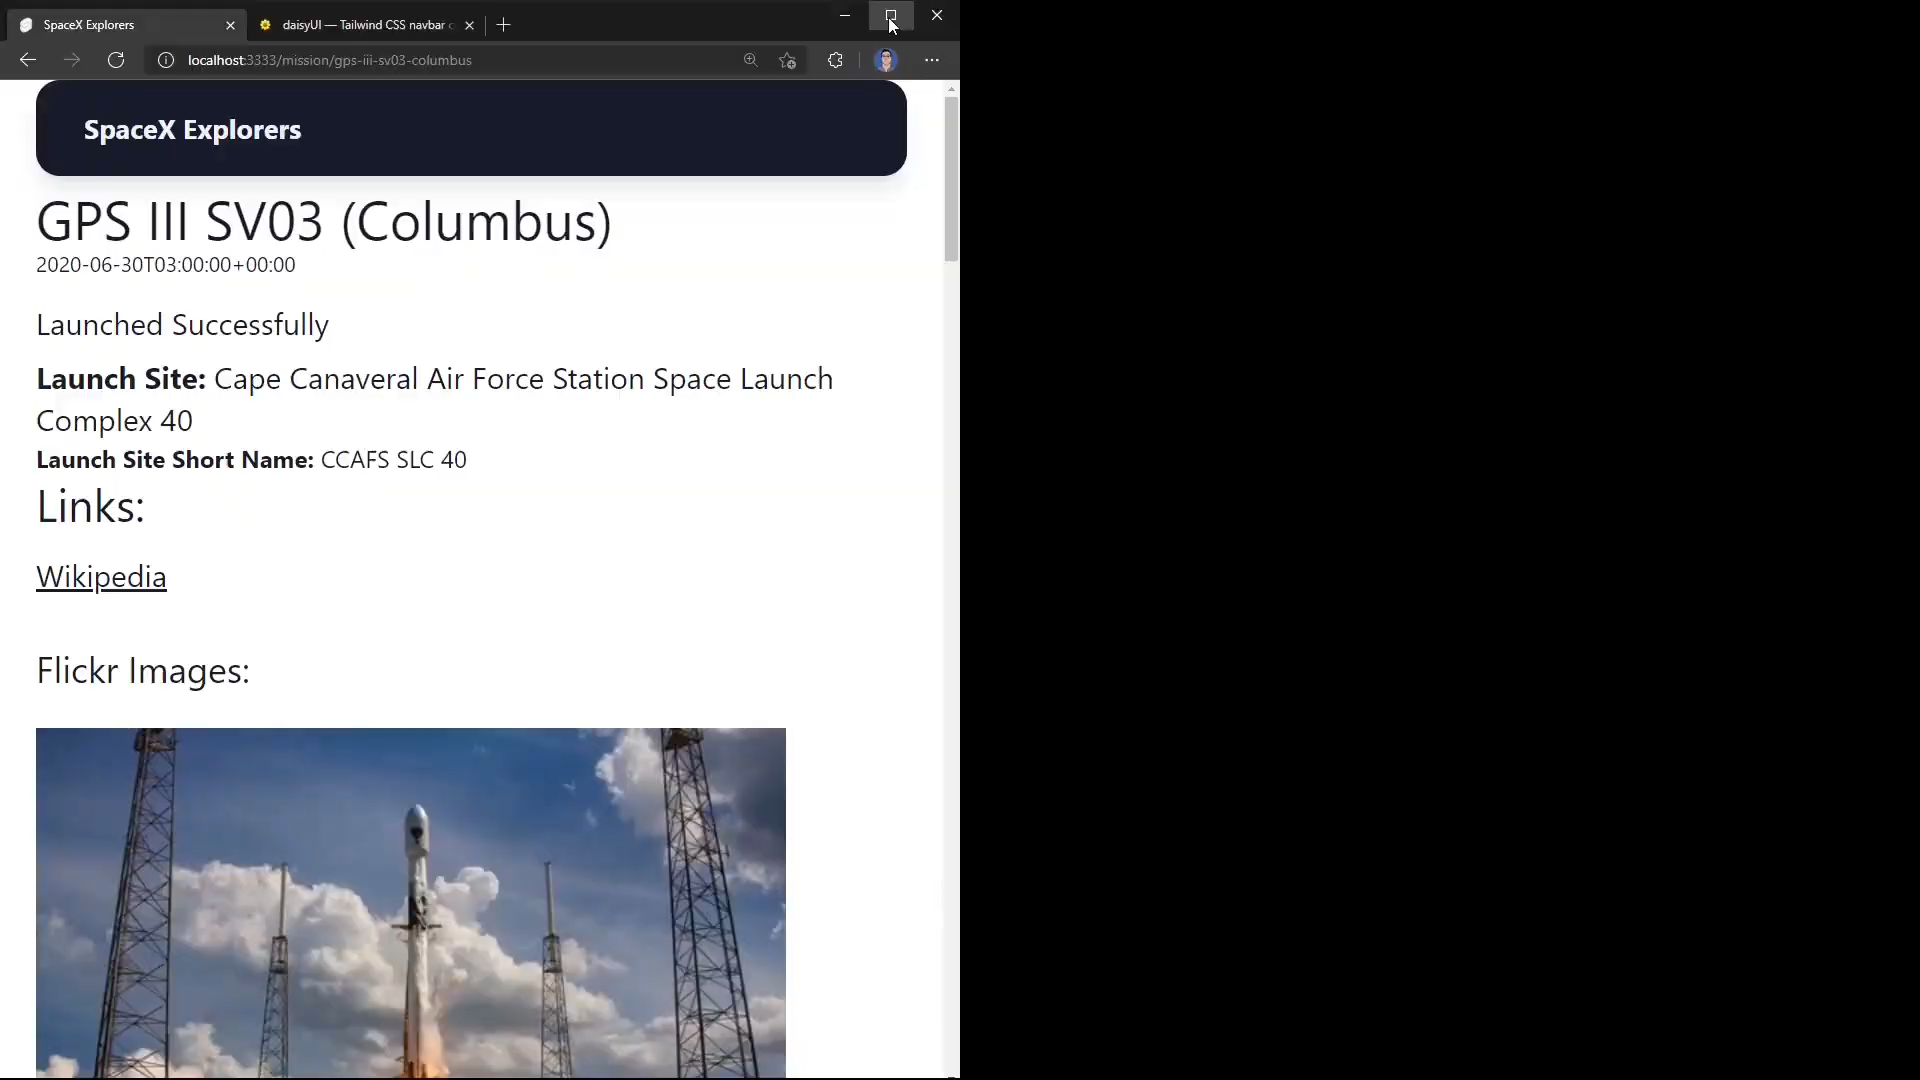 SpaceX Explorers
daisyUI — Tailwind CSS navbar
localhost:3333/mission/gps-iii-sv03-columbus
SpaceX Explorers
GPS III SV03 (Columbus)
2020-06-30T03:00:00+00:00
Launched Successfully
Launch Site: Cape Canaveral Air Force Station Space Launch
Complex 40
Launch Site Short Name: CCAFS SLC 40
Links:
Wikipedia
Flickr Images: